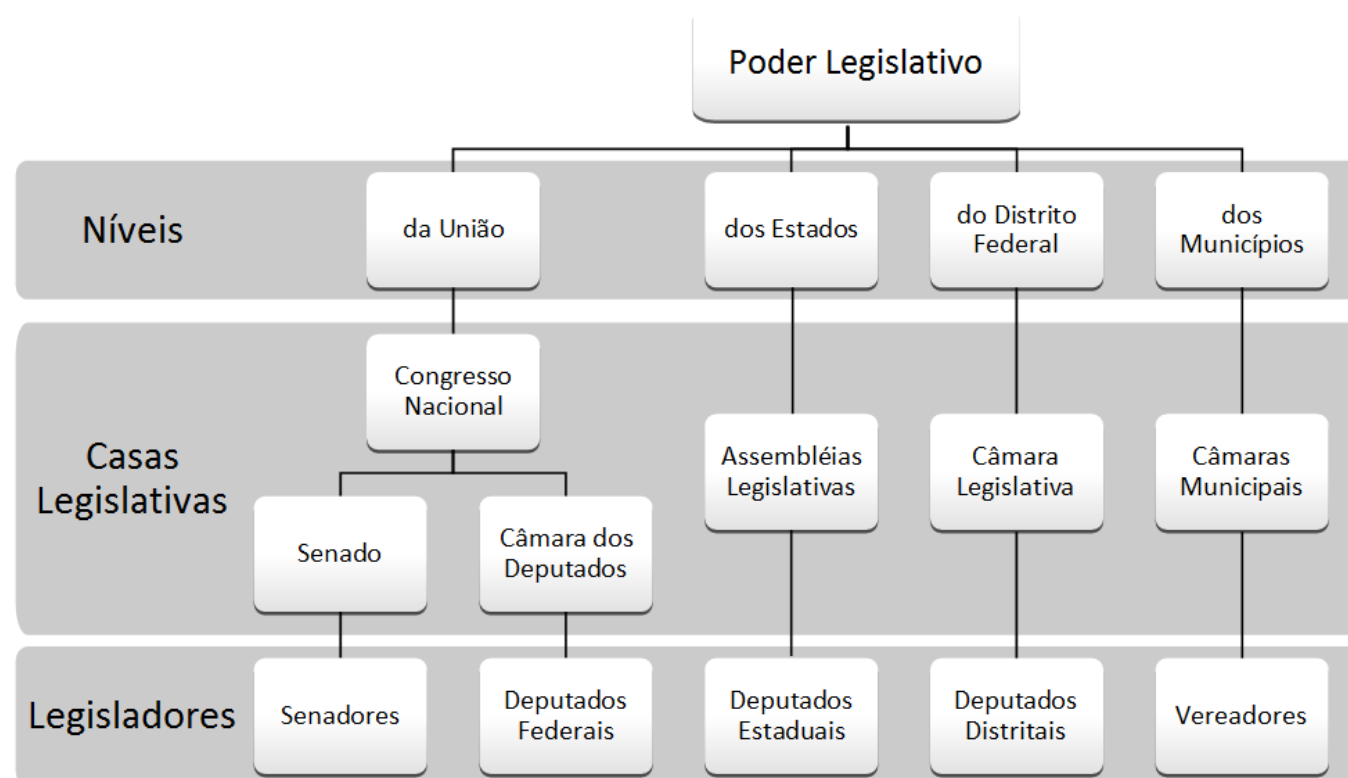 Poder Legislativo
Níveis
da União
dos Estados
do Distrito
Federal
dos
Municípios
Casas
Legislativas
Congresso
Nacional
Senado
Câmara dos
Deputados
Assembléias
Legislativas
Câmara
Legislativa
Câmaras
Municipais
Legisladores
Senadores
Deputados
Federais
Deputados
Estaduais
Deputados
Distritais
Vereadores